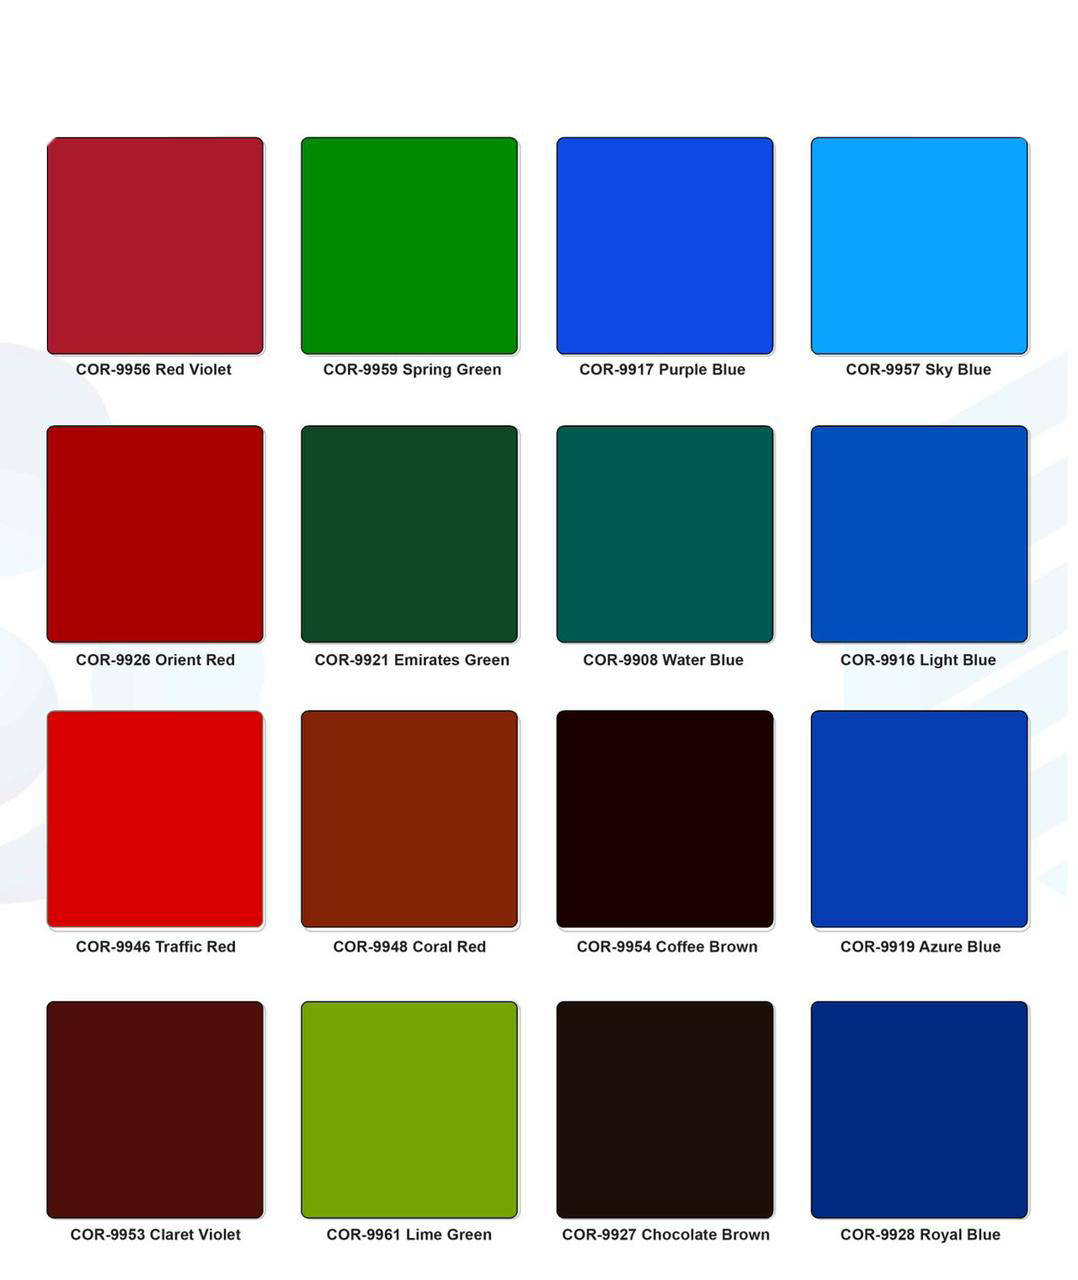 COR-9956 Red Violet
COR-9959 Spring Green
COR-9917 Purple Blue
COR-9957 Sky Blue
COR-9926 Orient Red
COR-9921 Emirates Green
COR-9908 Water Blue
COR-9916 Light Blue
COR-9946 Traffic Red
COR-9948 Coral Red
COR-9954 Coffee Brown
COR-9919 Azure Blue
COR-9953 Claret Violet
COR-9961 Lime Green
COR-9927 Chocolate Brown
COR-9928 Royal Blue